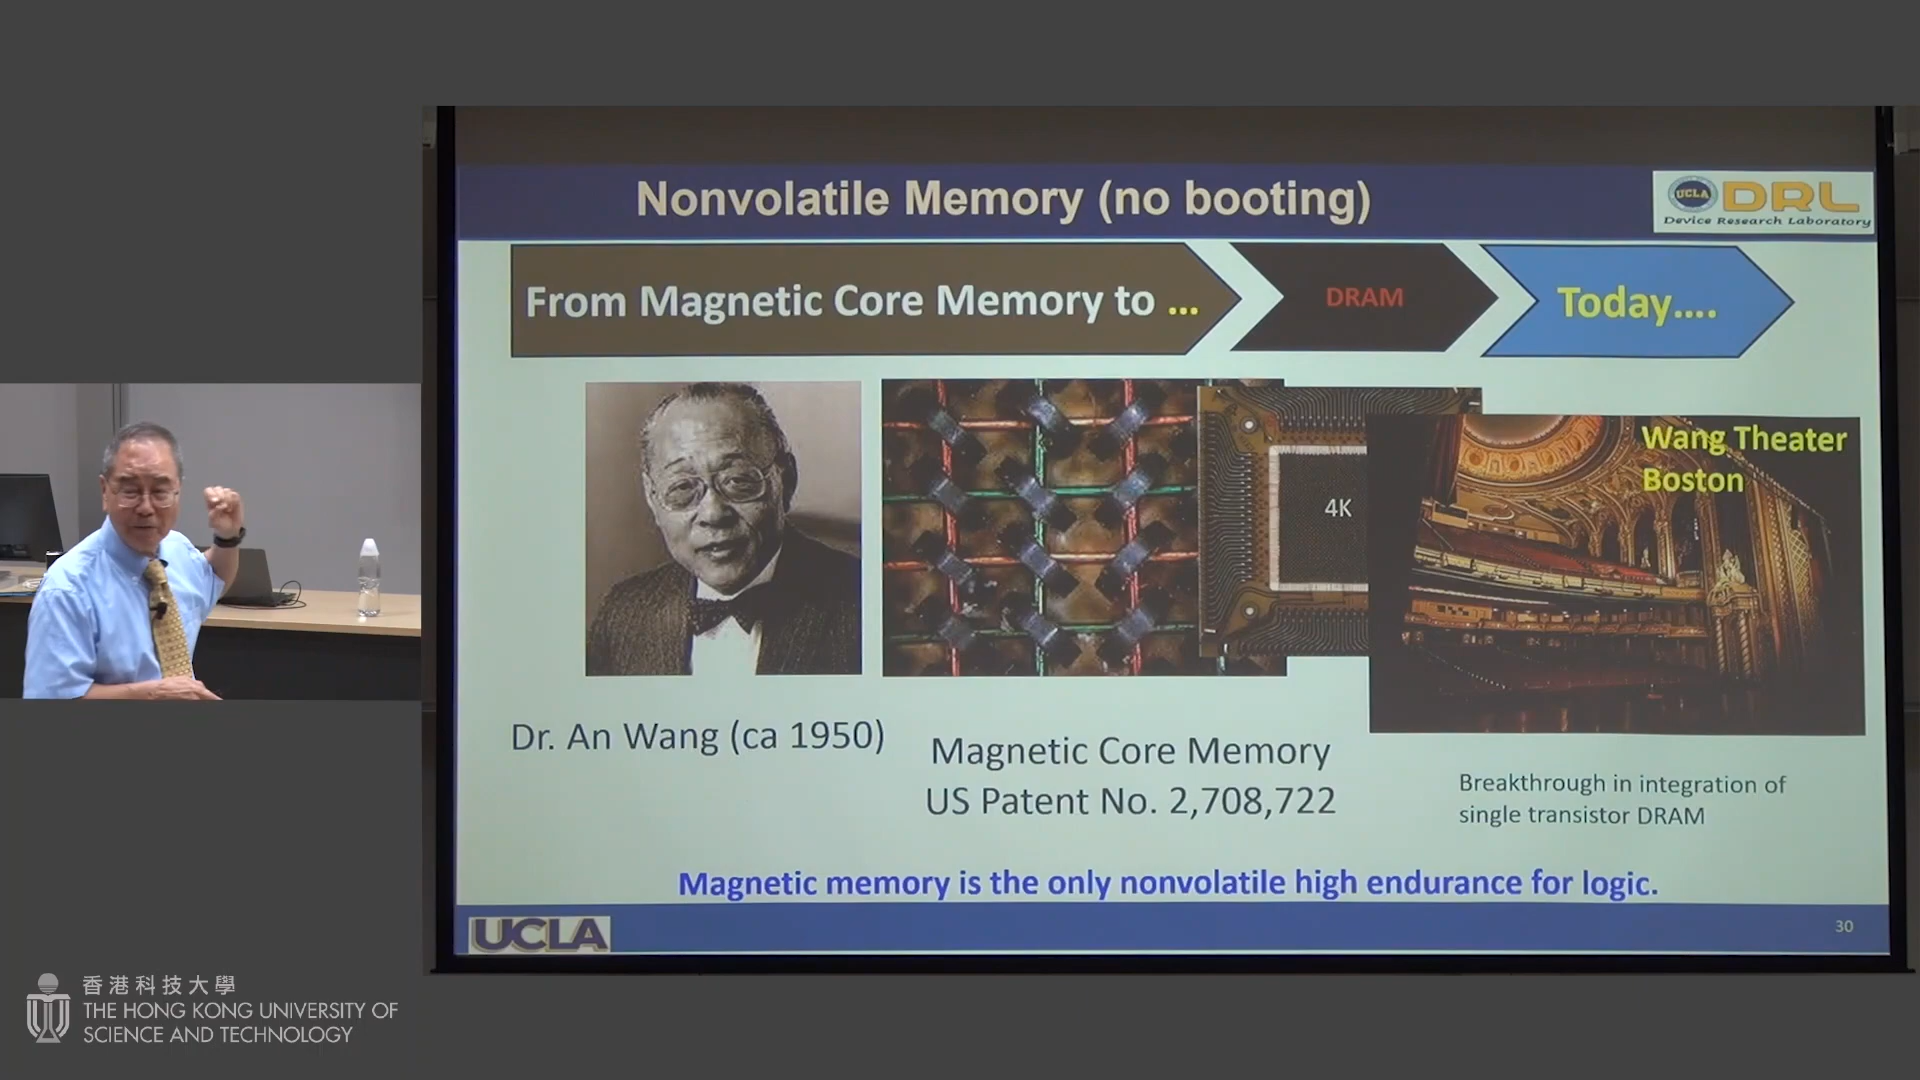 Nonvolatile Memory (no booting)
UCLA DRL
Device Research Laboratory
From Magnetic Core Memory to ...
DRAM
Today....
4K
Wang Theater
Boston
Dr. An Wang (ca 1950)
Magnetic Core Memory
US Patent No. 2,708,722
Breakthrough in integration of
single transistor DRAM
Magnetic memory is the only nonvolatile high endurance for logic.
UCLA
30
香港科技大學
THE HONG KONG UNIVERSITY OF
SCIENCE AND TECHNOLOGY